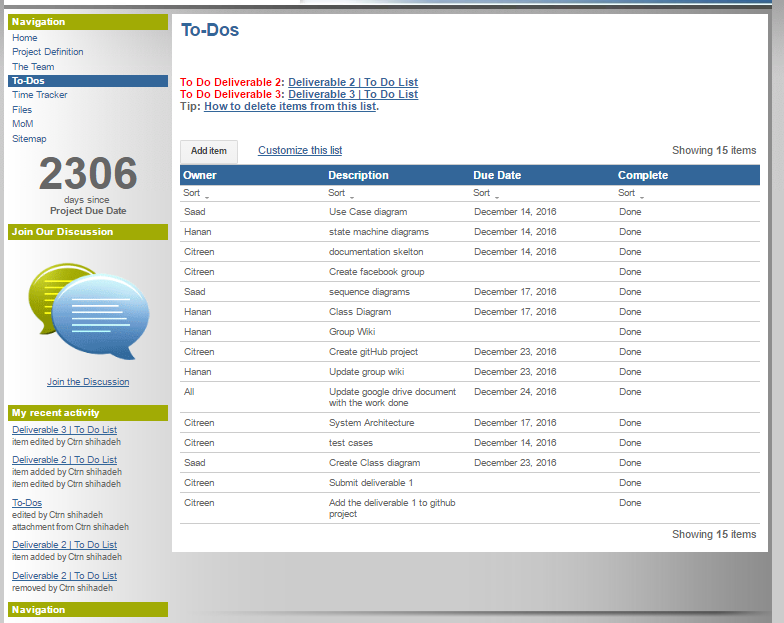 Navigation
Home
Project Definition
The Team
To-Dos
Time Tracker
Files
MoM
Sitemap
2306
days since
Project Due Date
Join Our Discussion
Join the Discussion
My recent activity
Deliverable 3 | To Do List
item edited by Ctrn shihadeh
Deliverable 2 | To Do List
item added by Ctrn shihadeh
item edited by Ctrn shihadeh
To-Dos
edited by Ctrn shihadeh
attachment from Ctrn shihadeh
Deliverable 2 | To Do List
item added by Ctrn shihadeh
Deliverable 2 | To Do List
removed by Ctrn shihadeh
Navigation
To-Dos
To Do Deliverable 2: Deliverable 2 | To Do List
To Do Deliverable 3: Deliverable 3 | To Do List
Tip: How to delete items from this list.
Add item Customize this list Showing 15 items
Owner Description Due Date Complete
Sort Sort Sort Sort
Saad Use Case diagram December 14, 2016 Done
Hanan state machine diagrams December 14, 2016 Done
Citreen documentation skelton December 14, 2016 Done
Citreen Create facebook group Done
Saad sequence diagrams December 17, 2016 Done
Hanan Class Diagram December 17, 2016 Done
Hanan Group Wiki Done
Citreen Create gitHub project December 23, 2016 Done
Hanan Update group wiki December 23, 2016 Done
All Update google drive document December 24, 2016 Done
with the work done
Citreen System Architecture December 17, 2016 Done
Citreen test cases December 14, 2016 Done
Saad Create Class diagram December 23, 2016 Done
Citreen Submit deliverable 1 Done
Citreen Add the deliverable 1 to github Done
project
Showing 15 items